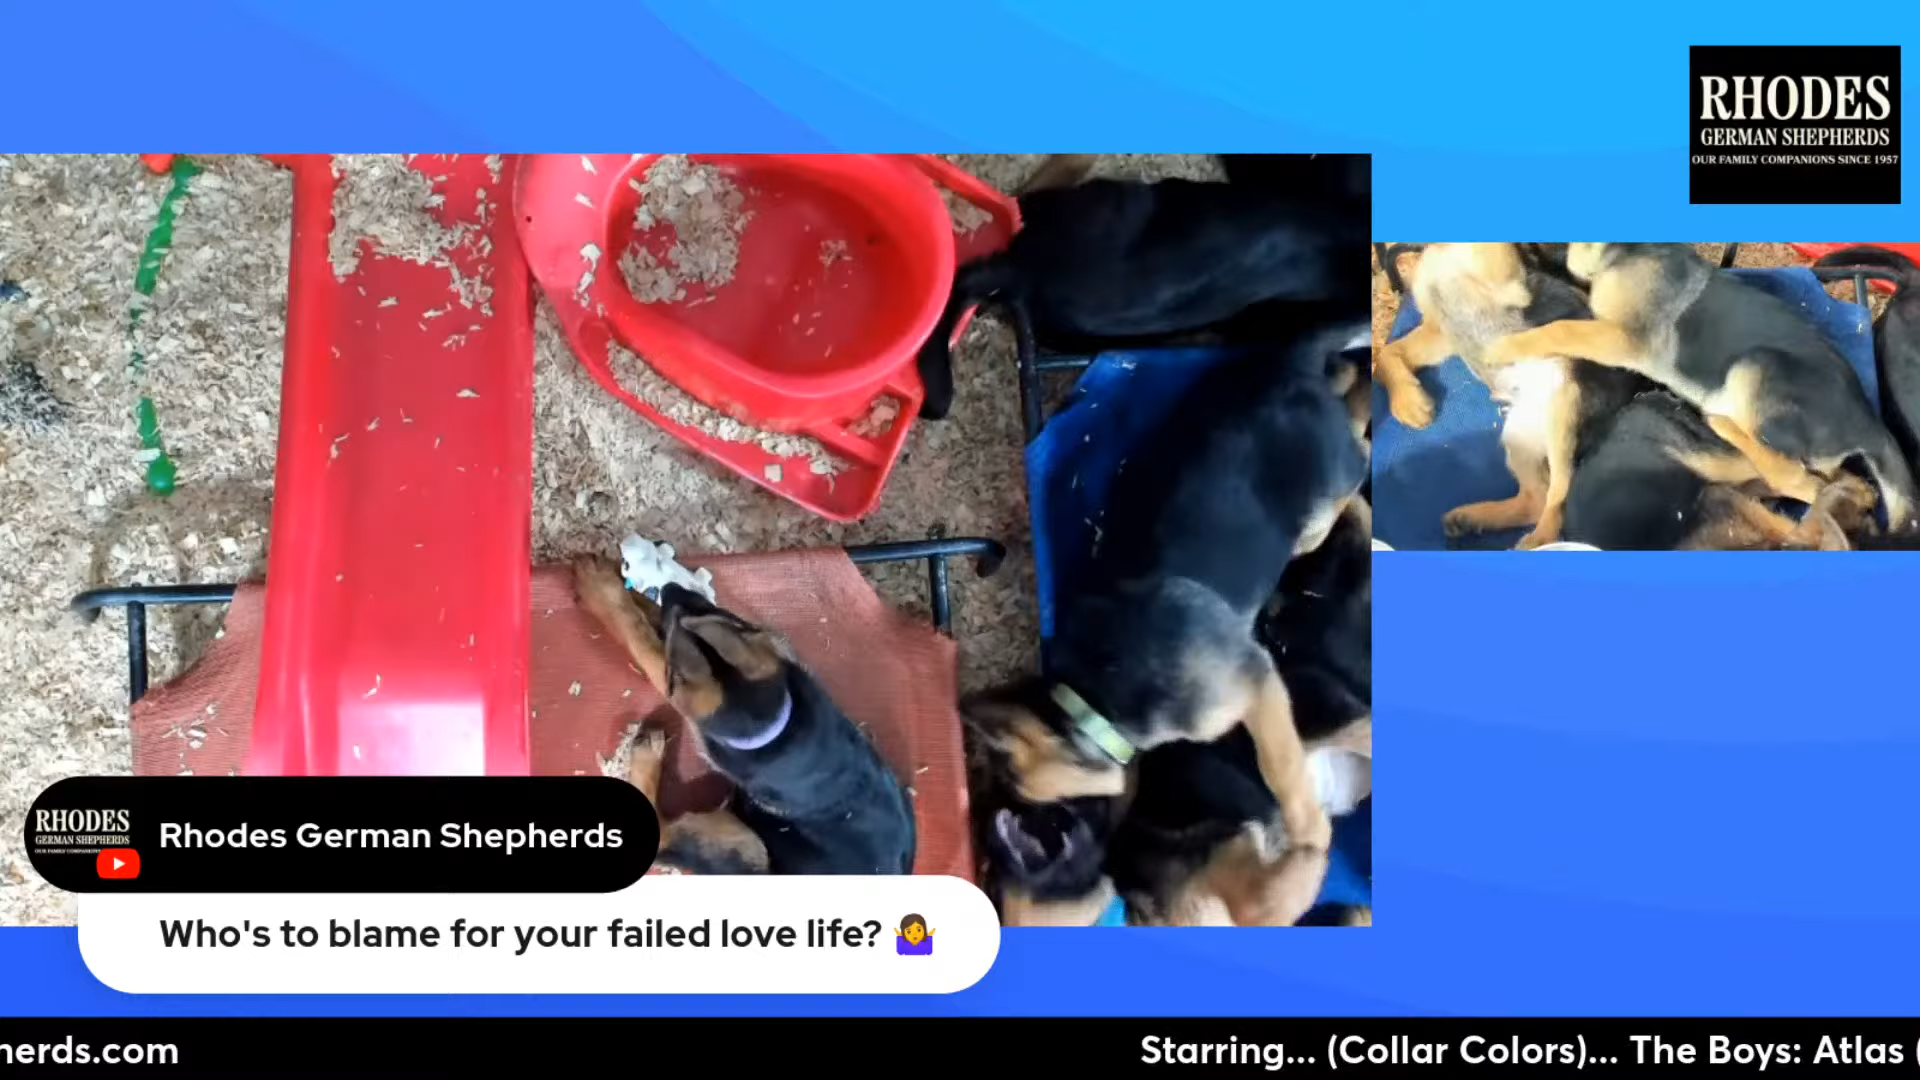 RHODES
GERMAN SHEPHERDS
OUR FAMILY COMPANIONS SINCE 1957
RHODES
GERMAN SHEPHERDS
Rhodes German Shepherds
Who's to blame for your failed love life? 🤷‍♀️
herds.com
Starring... (Collar Colors)... The Boys: Atlas (